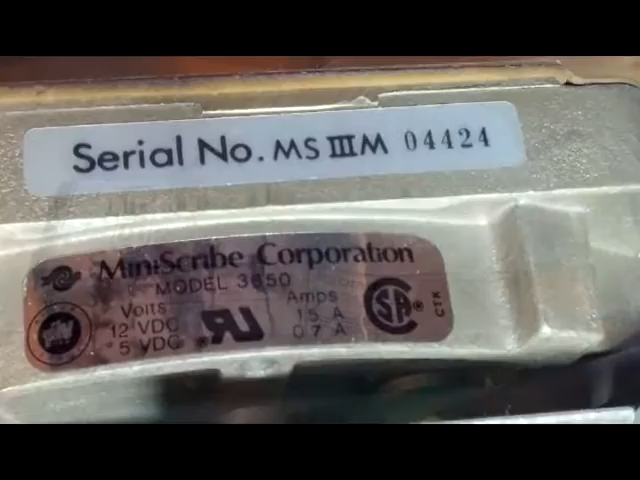 Serial No. MS IIIM 04424
MiniScribe Corporation
MODEL 3650
Volts Amps
12 VDC 1.5 A
5 VDC 0.7 A
SA
CTK